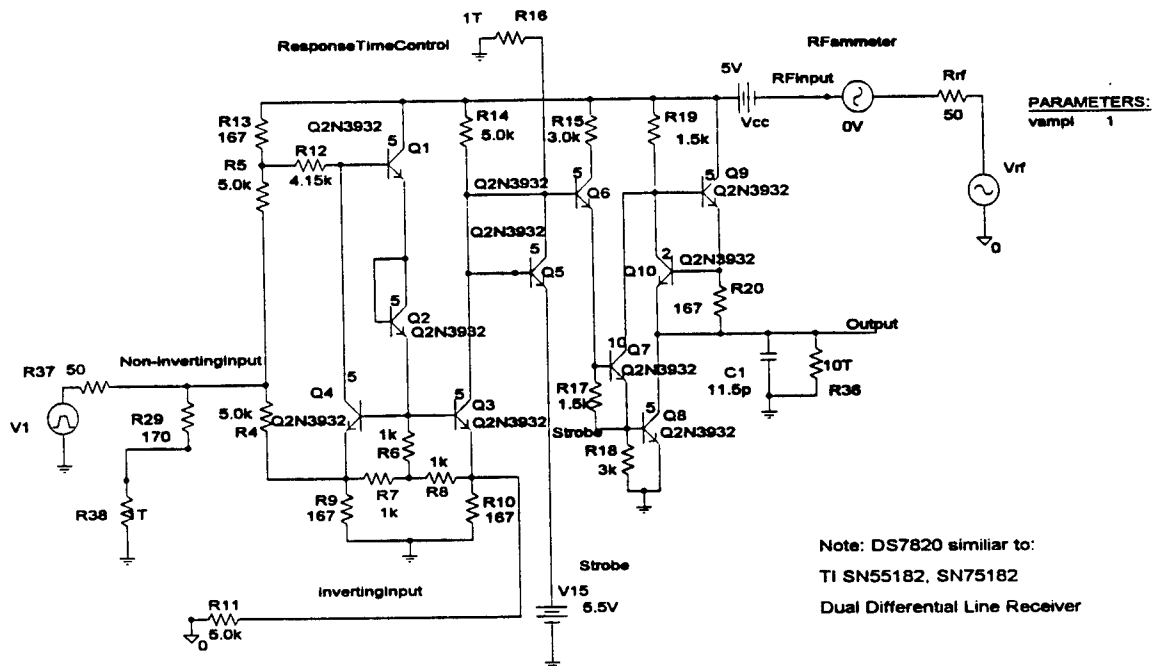 1T R16
ResponseTimeControl
RFammeter
5V
RFinput
Rrf
50
0V
Vcc
PARAMETERS:
vampl 1
R13
167
Q2N3932
5
Q1
R14
5.0k
R15
3.0k
R19
1.5k
R12
4.15k
R5
5.0k
Q2N3932
5
Q6
5
Q9
Q2N3932
Vrf
0
Q2N3932
5
Q5
2
Q2N3932
Q10
R20
167
5
Q2
Q2N3932
Output
Non-invertingInput
R37 50
V1
R29
170
5
Q4
Q2N3932
5.0k
R4
5
Q3
Q2N3932
10 Q7
Q2N3932
R17
1.5k
C1
11.5p
10T
R36
5
Q8
Q2N3932
Strobe
R18
3k
1k
R6
1k
R8
R7
1k
R9
167
R10
167
R38 1T
Note: DS7820 similiar to:
TI SN55182, SN75182
Dual Differential Line Receiver
Strobe
V15
5.5V
InvertingInput
R11
5.0k
0